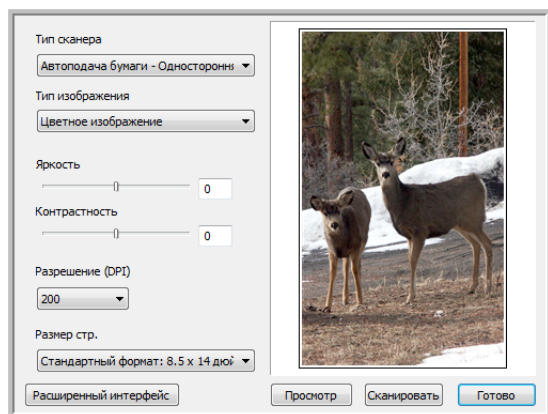 Тип сканера
Автоподача бумаги - Односторонн
Тип изображения
Цветное изображение
Яркость
0
Контрастность
0
Разрешение (DPI)
200
Размер стр.
Стандартный формат: 8.5 x 14 дюй
Расширенный интерфейс
Просмотр
Сканировать
Готово